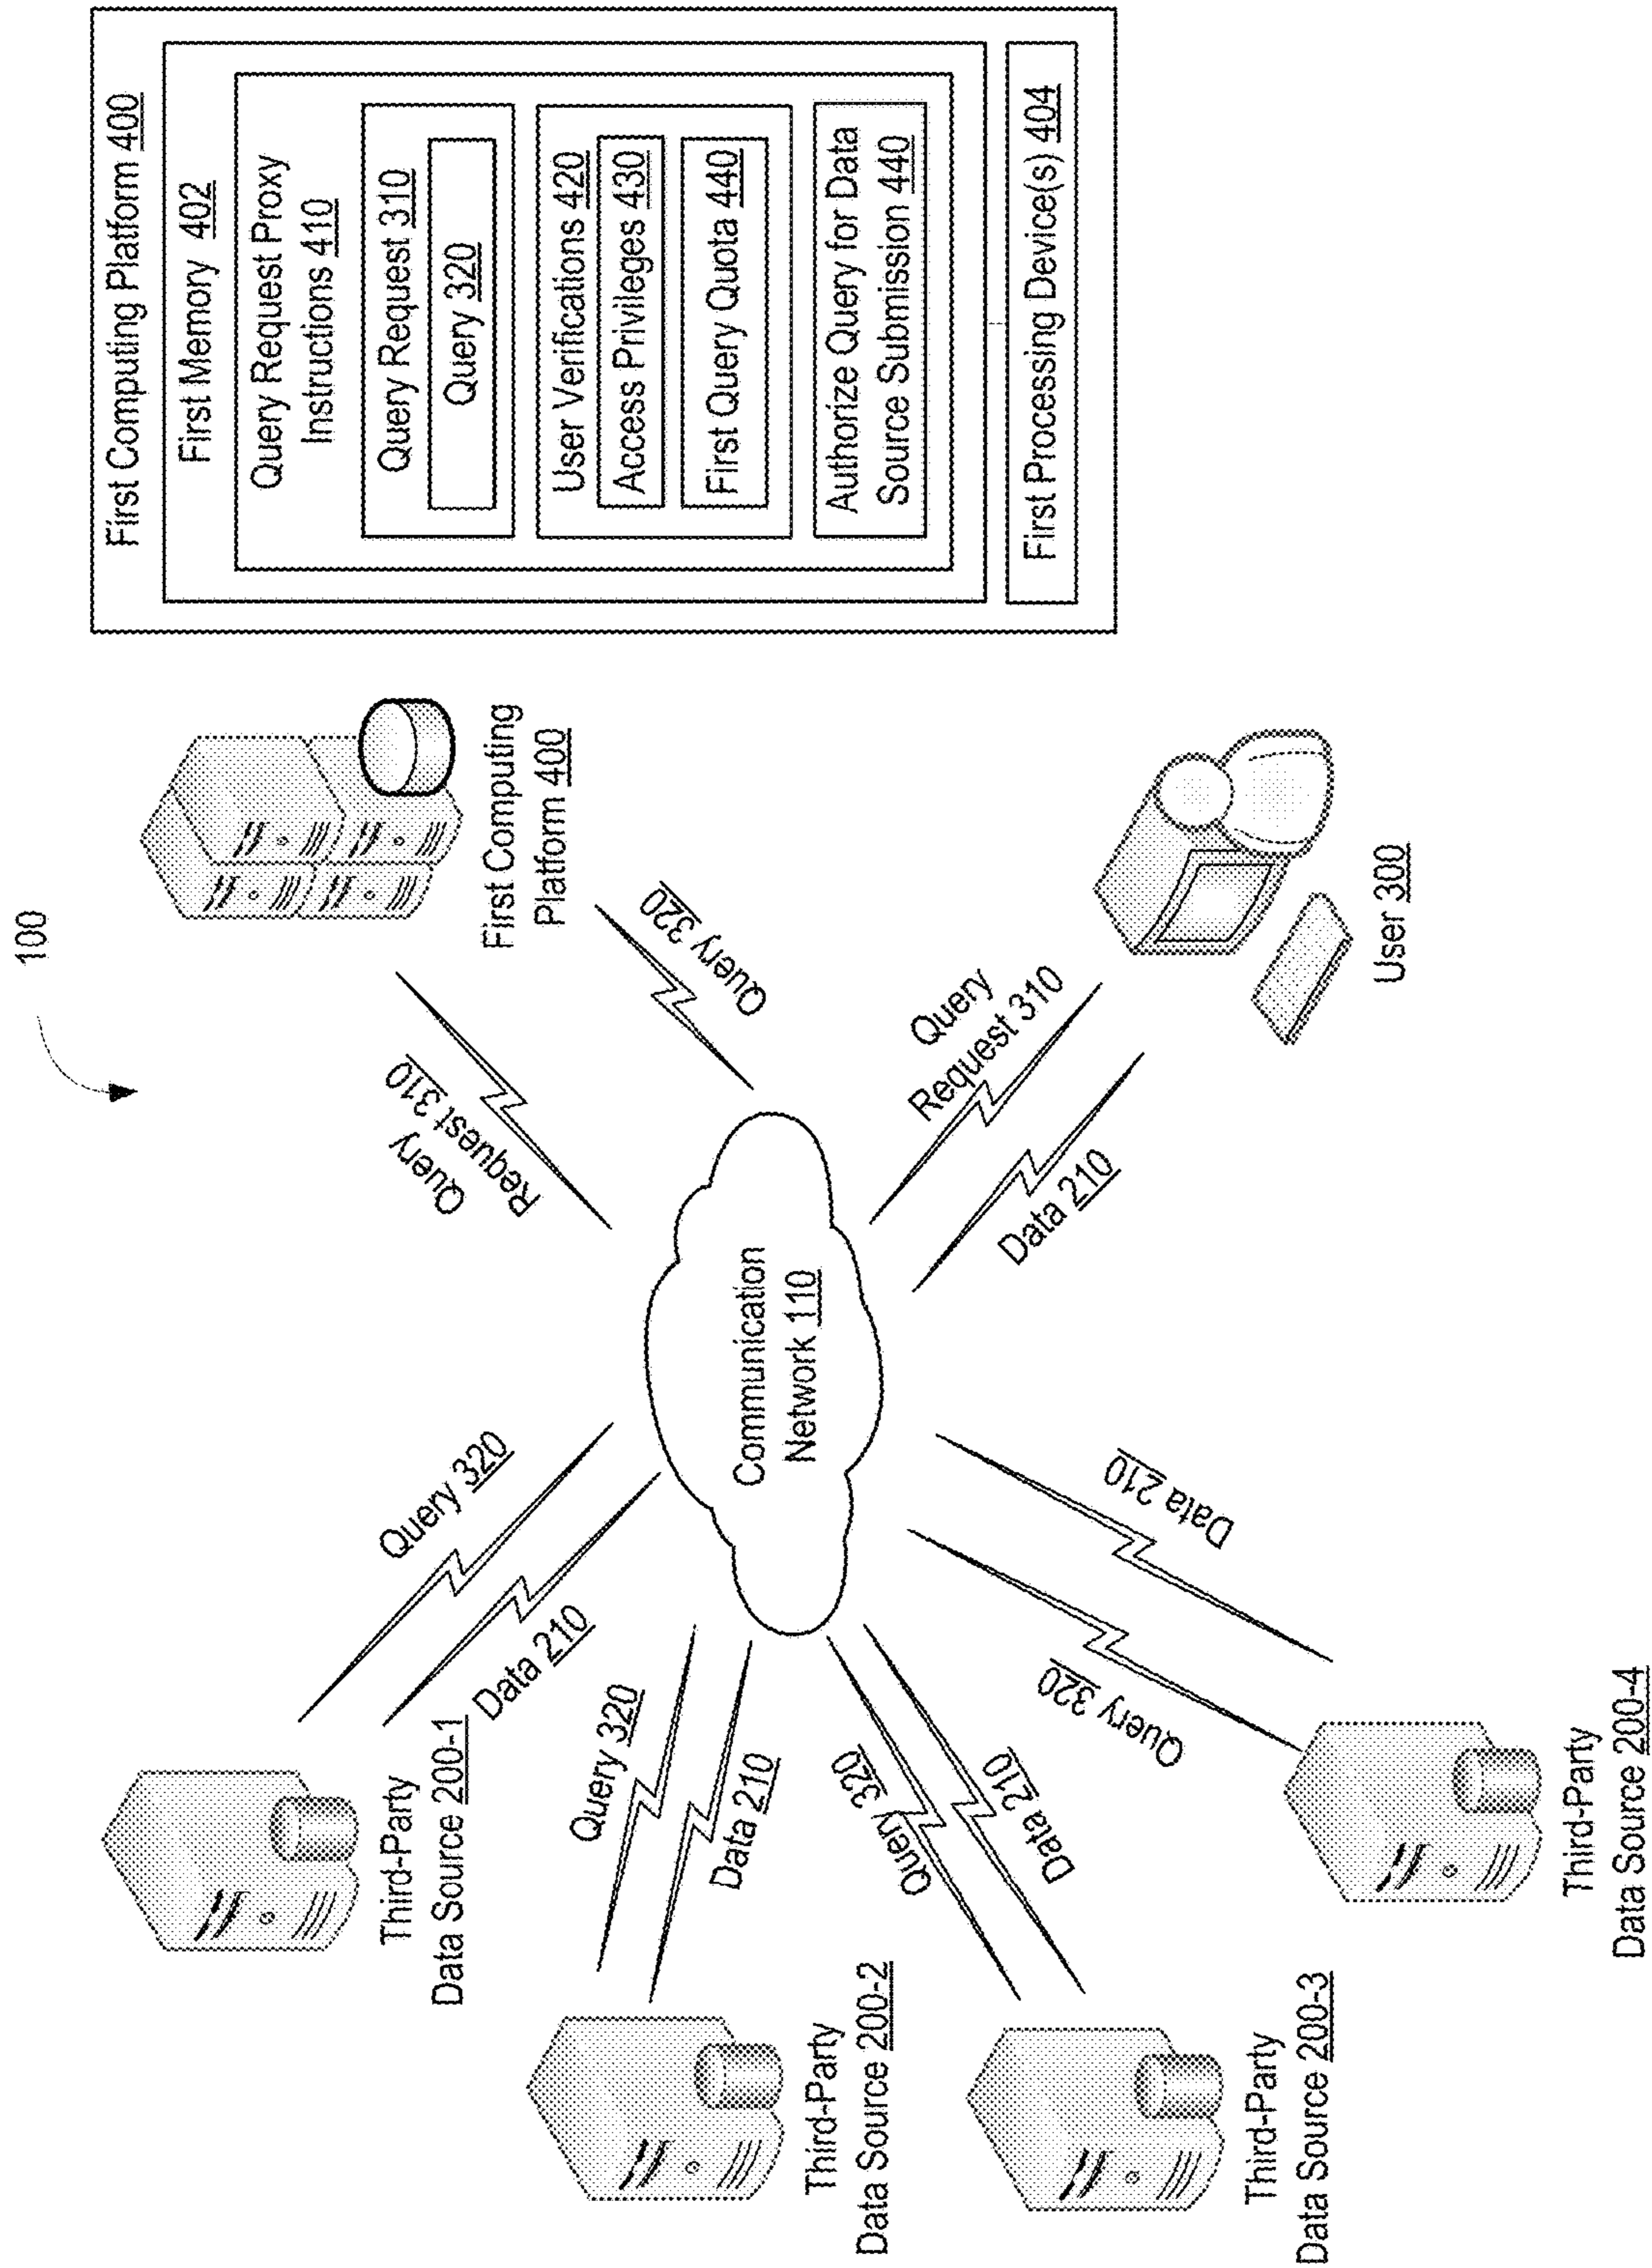 100
Third-Party
Data Source 200-1
Query 320
Data 210
Third-Party
Data Source 200-2
Query 320
Data 210
Third-Party
Data Source 200-3
Query 320
Data 210
Third-Party
Data Source 200-4
Query 320
Data 210
Communication
Network 110
Query
Request 310
Query 320
First Computing
Platform 400
Query
Request 310
Data 210
User 300
First Computing Platform 400
First Memory 402
Query Request Proxy
Instructions 410
Query Request 310
Query 320
User Verifications 420
Access Privileges 430
First Query Quota 440
Authorize Query for Data
Source Submission 440
First Processing Device(s) 404